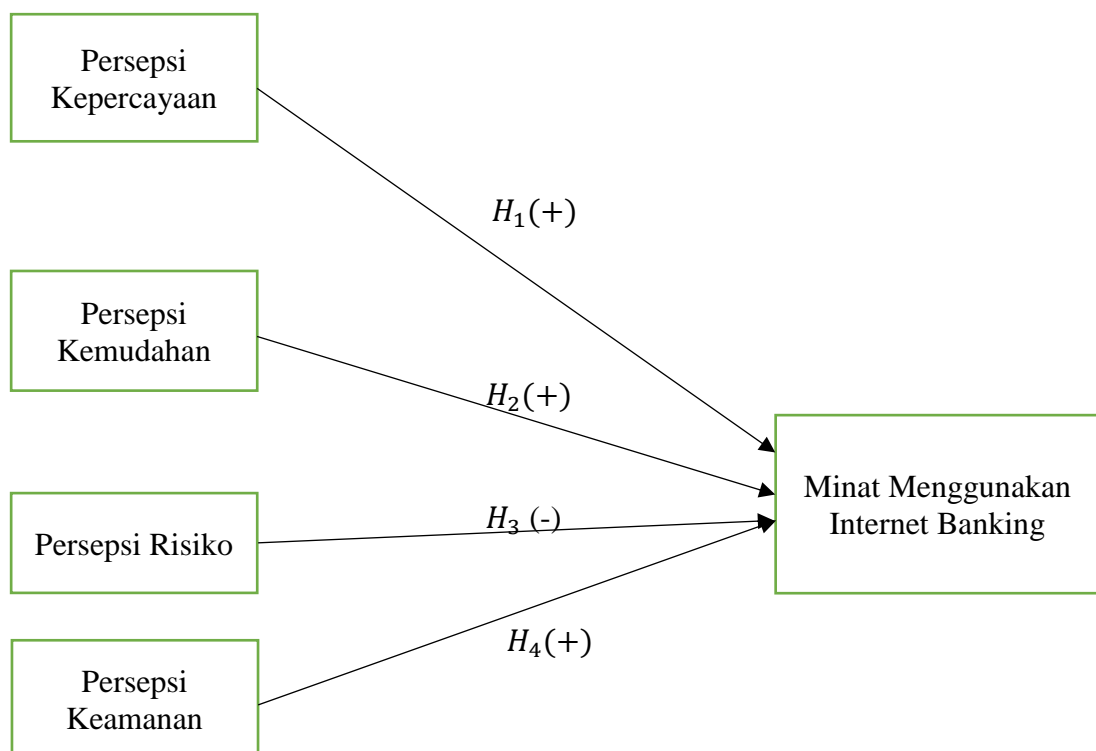 Persepsi
Kepercayaan
H₁(+)
Persepsi
Kemudahan
H₂(+)
Minat Menggunakan
Internet Banking
Persepsi Risiko
H₃ (-)
Persepsi
Keamanan
H₄(+)